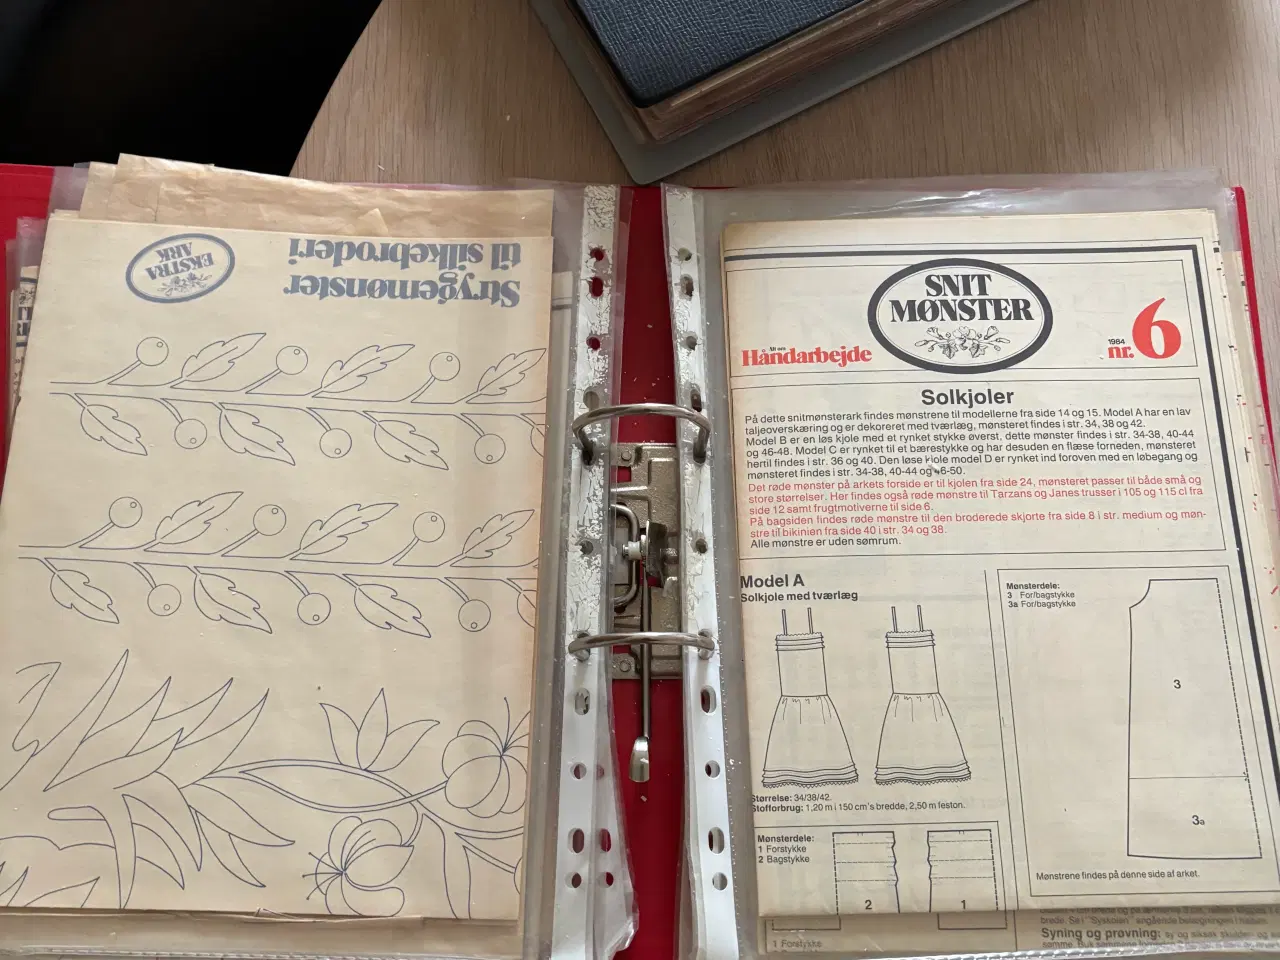 EKSTRA
ARK
Strygemønster
til silkebroderi
SNIT
MØNSTER
Alt om
Håndarbejde
1984
nr. 6
Solkjoler
På dette snitmønsterark findes mønstrene til modellerne fra side 14 og 15. Model A har en lav
taljeoverskæring og er dekoreret med tværlæg, mønsteret findes i str. 34, 38 og 42.
Model B er en løs kjole med et rynket stykke øverst, dette mønster findes i str. 34-38, 40-44
og 46-48. Model C er rynket til et bærestykke og har desuden en flæse forneden, mønsteret
hertil findes i str. 36 og 40. Den løse kjole model D er rynket ind foroven med en løbegang og
mønsteret findes i str. 34-38, 40-44 og 46-50.
Det røde mønster på arkets forside er til kjolen fra side 24, mønsteret passer til både små og
store størrelser. Her findes også røde mønstre til Tarzans og Janes trusser i 105 og 115 cl fra
side 12 samt frugtmotiverne til side 6.
På bagsiden findes røde mønstre til den broderede skjorte fra side 8 i str. medium og møn-
stre til bikinien fra side 40 i str. 34 og 38.
Alle mønstre er uden sømrum.
Model A
Solkjole med tværlæg
Størrelse: 34/38/42.
Stofforbrug: 1,20 m i 150 cm's bredde, 2,50 m feston.
Mønsterdele:
1 Forstykke
2 Bagstykke
2
1
Mønsterdele:
3 For/bagstykke
3a For/bagstykke
3
3a
Mønstrene findes på denne side af arket.
1 Forstykke
Syning og prøvning: